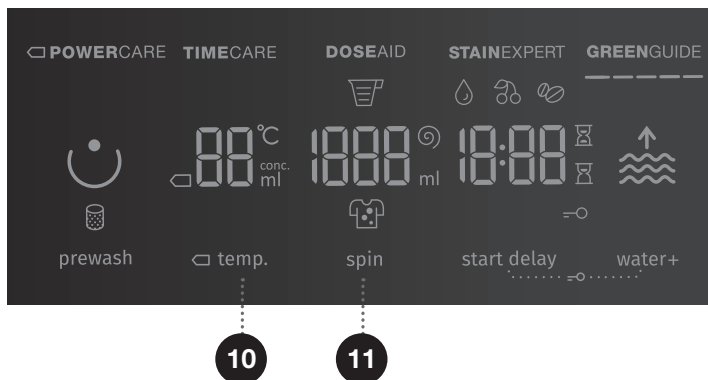 POWERCARE TIMECARE DOSEAID STAINEXPERT GREENGUIDE
88 °C 1888 18:88
conc.
ml ml
prewash temp. spin start delay water+
10 11